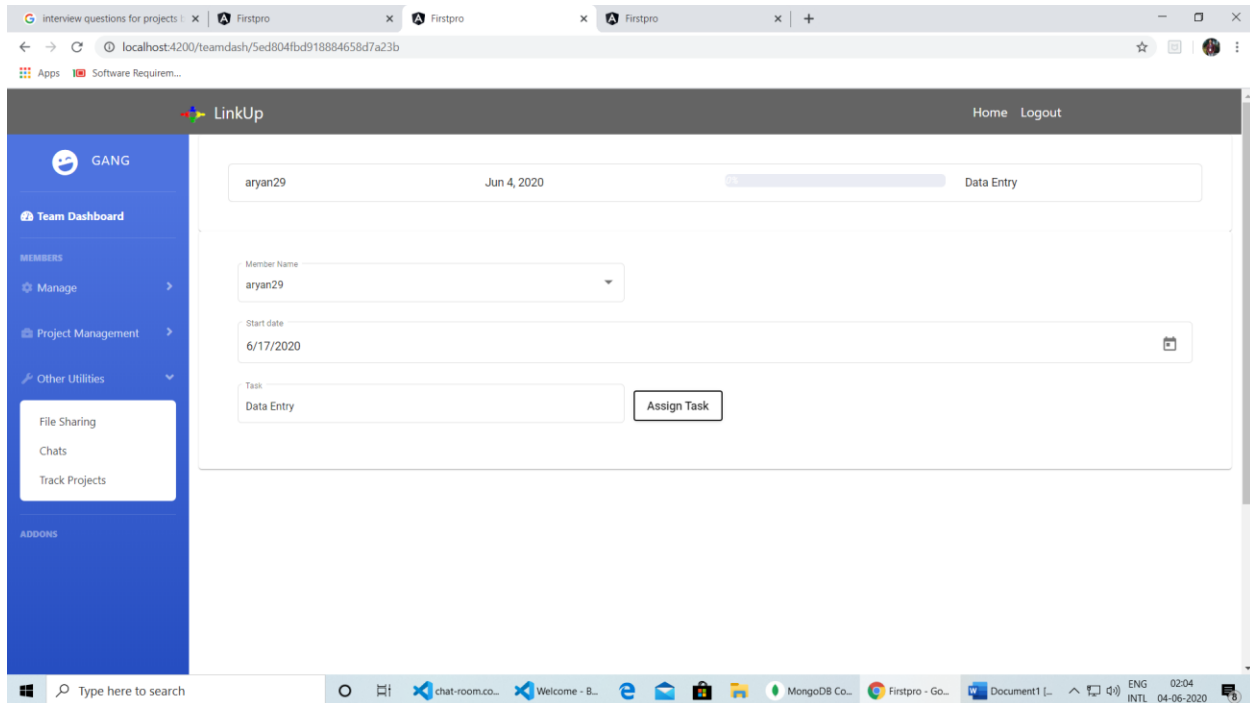 interview questions for projects b
Firstpro
Firstpro
Firstpro
localhost:4200/teamdash/5ed804fbd918884658d7a23b
Apps
Software Requirem...
LinkUp
Home
Logout
GANG
Team Dashboard
MEMBERS
Manage
Project Management
Other Utilities
File Sharing
Chats
Track Projects
ADDONS
aryan29
Jun 4, 2020
0%
Data Entry
Member Name
aryan29
Start date
6/17/2020
Task
Data Entry
Assign Task
Type here to search
chat-room.co...
Welcome - B...
MongoDB Co...
Firstpro - Go...
Document1 [...
ENG
INTL
02:04
04-06-2020
8